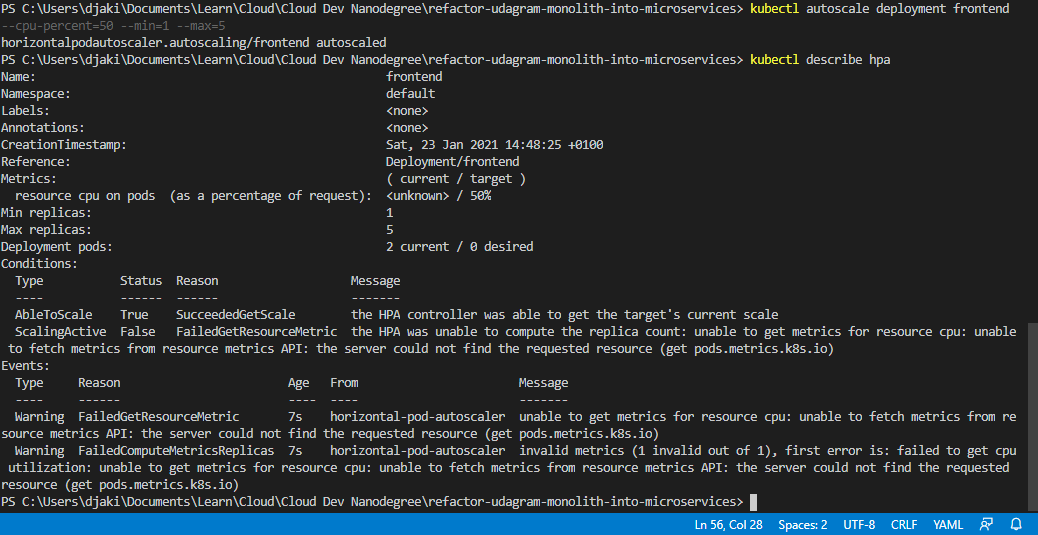 PS C:\Users\djaki\Documents\Learn\Cloud\Cloud Dev Nanodegree\refactor-udagram-monolith-into-microservices> kubectl autoscale deployment frontend
--cpu-percent=50 --min=1 --max=5
horizontalpodautoscaler.autoscaling/frontend autoscaled
PS C:\Users\djaki\Documents\Learn\Cloud\Cloud Dev Nanodegree\refactor-udagram-monolith-into-microservices> kubectl describe hpa
Name: frontend
Namespace: default
Labels: <none>
Annotations: <none>
CreationTimestamp: Sat, 23 Jan 2021 14:48:25 +0100
Reference: Deployment/frontend
Metrics: ( current / target )
  resource cpu on pods  (as a percentage of request): <unknown> / 50%
Min replicas: 1
Max replicas: 5
Deployment pods: 2 current / 0 desired
Conditions:
  Type           Status  Reason                   Message
  ----           ------  ------                   -------
  AbleToScale    True    SucceededGetScale        the HPA controller was able to get the target's current scale
  ScalingActive  False   FailedGetResourceMetric  the HPA was unable to compute the replica count: unable to get metrics for resource cpu: unable
 to fetch metrics from resource metrics API: the server could not find the requested resource (get pods.metrics.k8s.io)
Events:
  Type     Reason                        Age   From                       Message
  ----     ------                        ----  ----                       -------
  Warning  FailedGetResourceMetric       7s    horizontal-pod-autoscaler  unable to get metrics for resource cpu: unable to fetch metrics from re
source metrics API: the server could not find the requested resource (get pods.metrics.k8s.io)
  Warning  FailedComputeMetricsReplicas  7s    horizontal-pod-autoscaler  invalid metrics (1 invalid out of 1), first error is: failed to get cpu
 utilization: unable to get metrics for resource cpu: unable to fetch metrics from resource metrics API: the server could not find the requested
resource (get pods.metrics.k8s.io)
PS C:\Users\djaki\Documents\Learn\Cloud\Cloud Dev Nanodegree\refactor-udagram-monolith-into-microservices>
Ln 56, Col 28 Spaces: 2 UTF-8 CRLF YAML